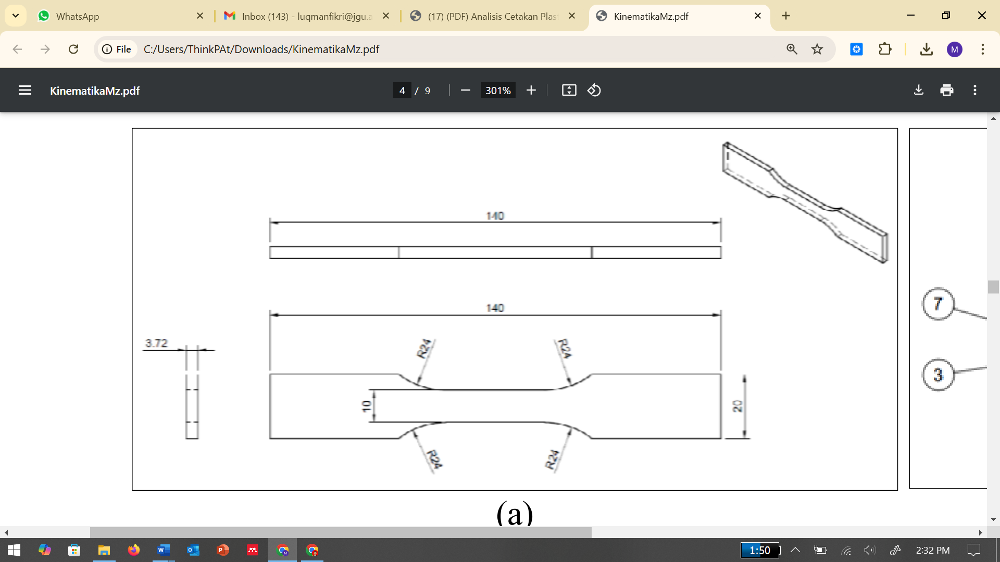 WhatsApp
Inbox (143) - luqmanfikri@jgu.a
(17) (PDF) Analisis Cetakan Plast
KinematikaMz.pdf
File
C:/Users/ThinkPAt/Downloads/KinematikaMz.pdf
M
KinematikaMz.pdf
4 / 9
301%
140
140
3.72
R24
R24
10
20
R24
R24
7
3
(a)
1:50
2:32 PM